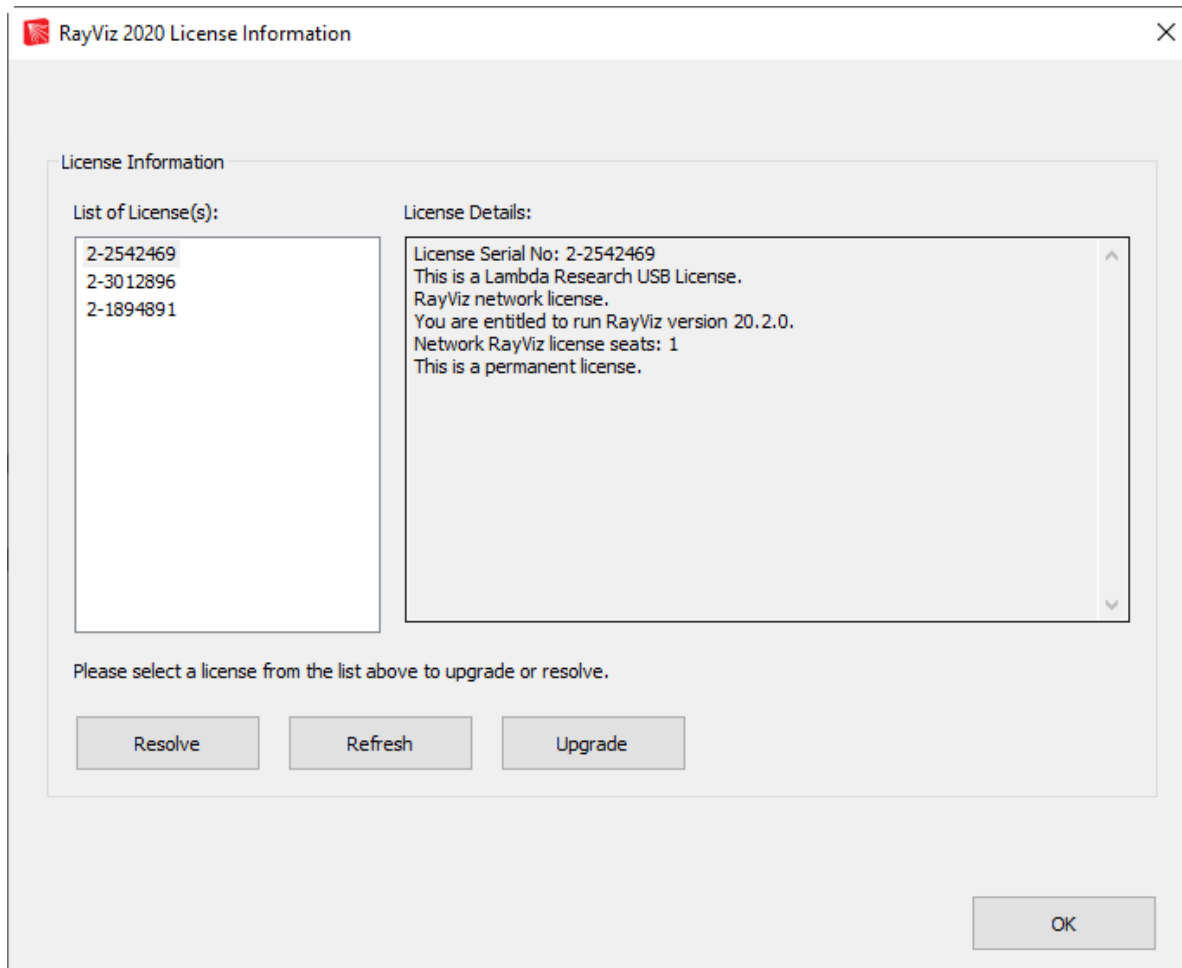 RayViz 2020 License Information
License Information
List of License(s):
2-2542469
2-3012896
2-1894891
License Details:
License Serial No: 2-2542469
This is a Lambda Research USB License.
RayViz network license.
You are entitled to run RayViz version 20.2.0.
Network RayViz license seats: 1
This is a permanent license.
Please select a license from the list above to upgrade or resolve.
Resolve
Refresh
Upgrade
OK